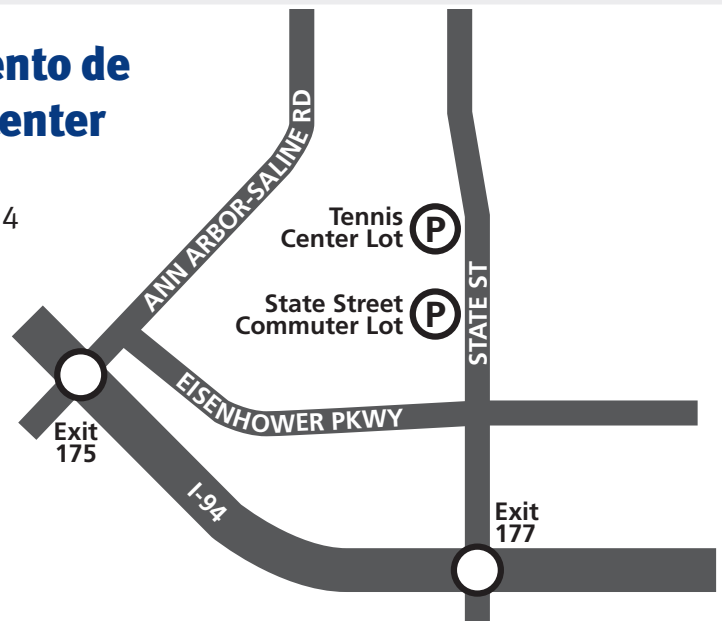 ento de
enter
4
ANN ARBOR-SALINE RD
Tennis
Center Lot
P
State Street
Commuter Lot
P
STATE ST
EISENHOWER PKWY
Exit
175
I-94
Exit
177